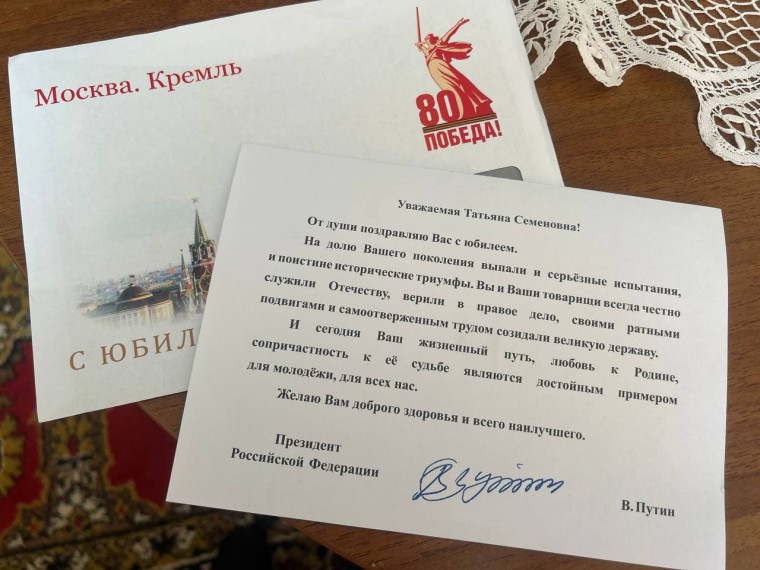 Москва. Кремль
80
ПОБЕДА!
С ЮБИЛ
Уважаемая Татьяна Семеновна!
От души поздравляю Вас с юбилеем.
На долю Вашего поколения выпали и серьёзные испытания,
и поистине исторические триумфы. Вы и Ваши товарищи всегда честно
служили Отечеству, верили в правое дело, своими ратными
подвигами и самоотверженным трудом созидали великую державу.
И сегодня Ваш жизненный путь, любовь к Родине,
сопричастность к её судьбе являются достойным примером
для молодёжи, для всех нас.
Желаю Вам доброго здоровья и всего наилучшего.
Президент
Российской Федерации
В. Путин